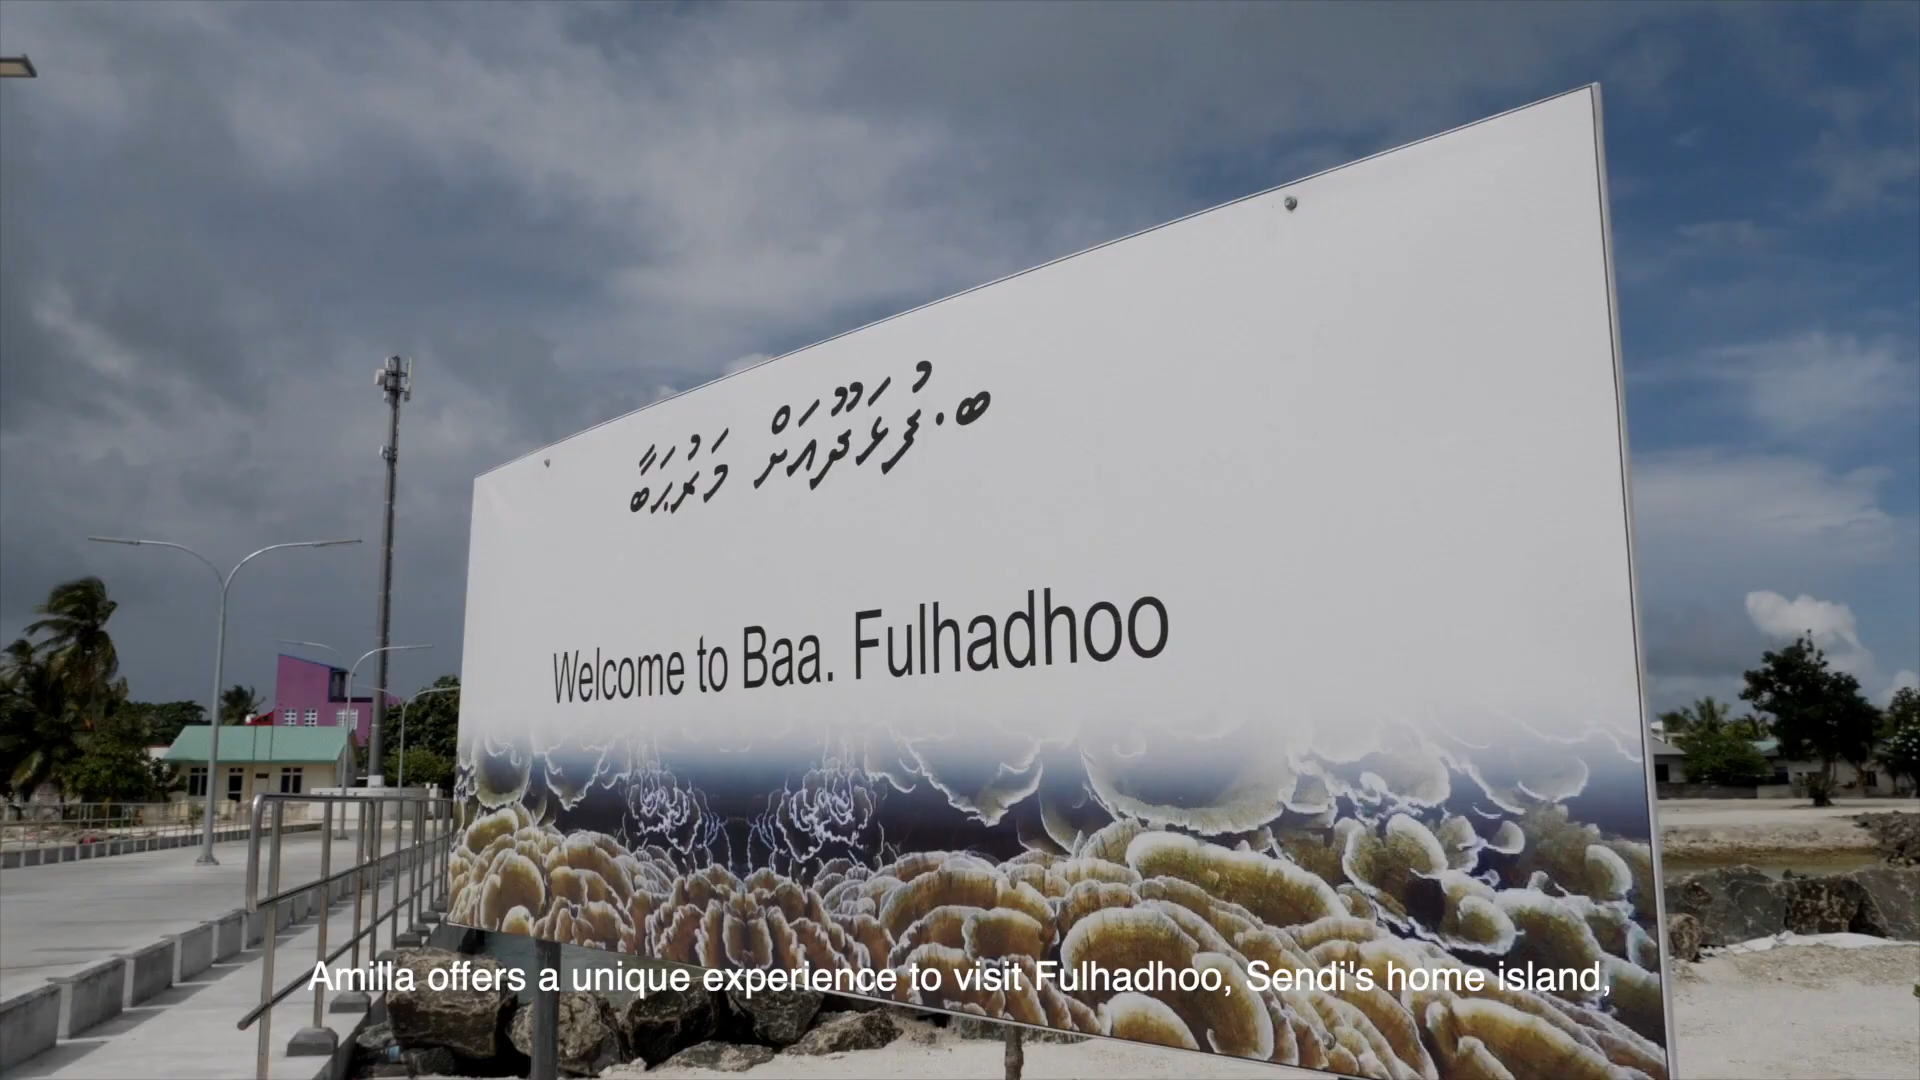 ބ.ފުޅަދޫއަށް މަރުޙަބާ
Welcome to Baa. Fulhadhoo
Amilla offers a unique experience to visit Fulhadhoo, Sendi's home island,